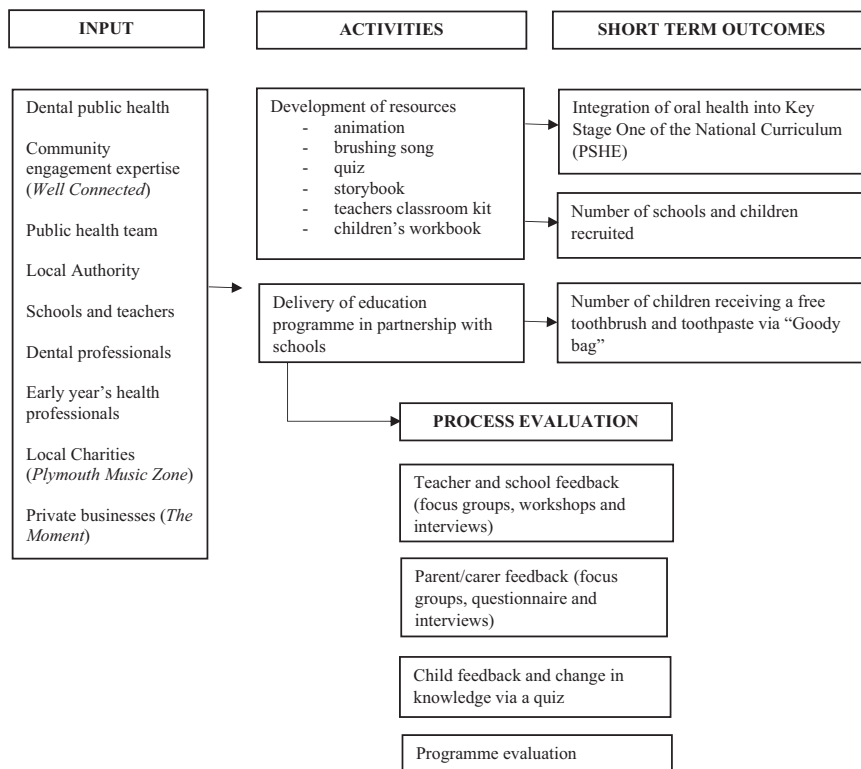 INPUT
ACTIVITIES
SHORT TERM OUTCOMES
Dental public health
Community
engagement expertise
(Well Connected)
Public health team
Local Authority
Schools and teachers
Dental professionals
Early year’s health
professionals
Local Charities
(Plymouth Music Zone)
Private businesses (The
Moment)
Development of resources
- animation
- brushing song
- quiz
- storybook
- teachers classroom kit
- children’s workbook
Delivery of education
programme in partnership with
schools
Integration of oral health into Key
Stage One of the National Curriculum
(PSHE)
Number of schools and children
recruited
Number of children receiving a free
toothbrush and toothpaste via “Goody
bag”
PROCESS EVALUATION
Teacher and school feedback
(focus groups, workshops and
interviews)
Parent/carer feedback (focus
groups, questionnaire and
interviews)
Child feedback and change in
knowledge via a quiz
Programme evaluation